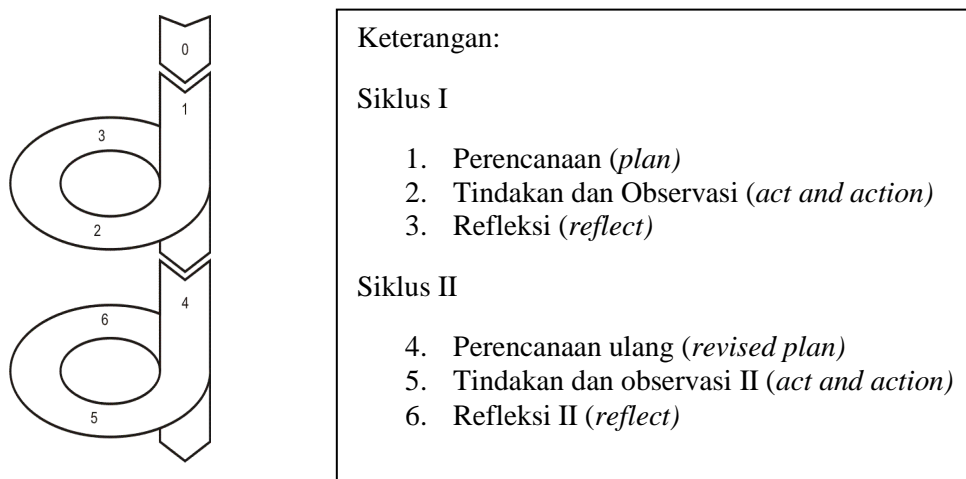 0
1
3
2
4
6
5
Keterangan:
Siklus I
1. Perencanaan (plan)
2. Tindakan dan Observasi (act and action)
3. Refleksi (reflect)
Siklus II
4. Perencanaan ulang (revised plan)
5. Tindakan dan observasi II (act and action)
6. Refleksi II (reflect)